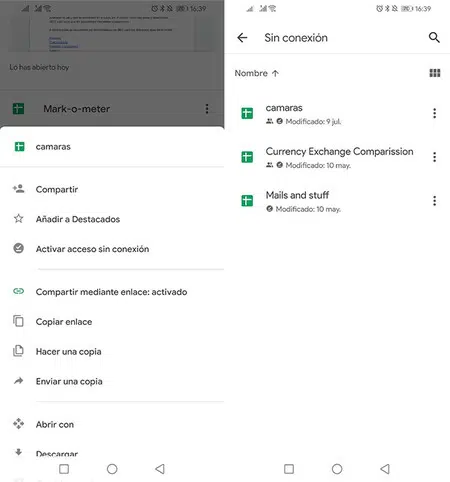 16:39
Lo has abierto hoy
Mark-o-meter
camaras
Compartir
Añadir a Destacados
Activar acceso sin conexión
Compartir mediante enlace: activado
Copiar enlace
Hacer una copia
Enviar una copia
Abrir con
Descargar
16:39
Sin conexión
Nombre
camaras
Modificado: 9 jul.
Currency Exchange Comparission
Modificado: 10 may.
Mails and stuff
Modificado: 10 may.